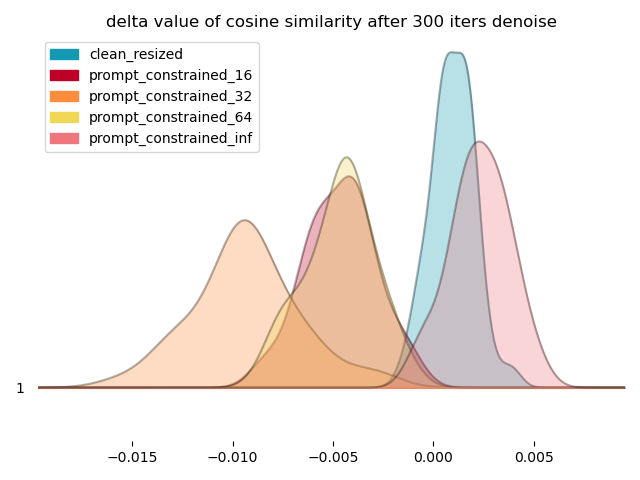 delta value of cosine similarity after 300 iters denoise
clean_resized
prompt_constrained_16
prompt_constrained_32
prompt_constrained_64
prompt_constrained_inf
1
−0.015 −0.010 −0.005 0.000 0.005